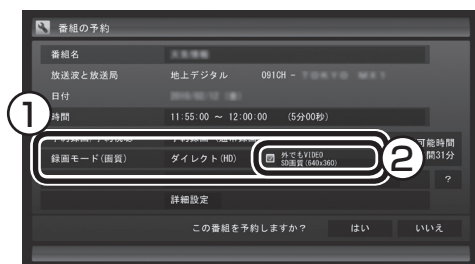 番組の予約
番組名
放送波と放送局 地上デジタル 091CH -
日付
① 時間 11:55:00 ～ 12:00:00 (5分00秒)
可能時間
録画モード(画質) ダイレクト(HD) 外でもVIDEO SD画質(640x360) ② 間31分
?
詳細設定
この番組を予約しますか? はい いいえ